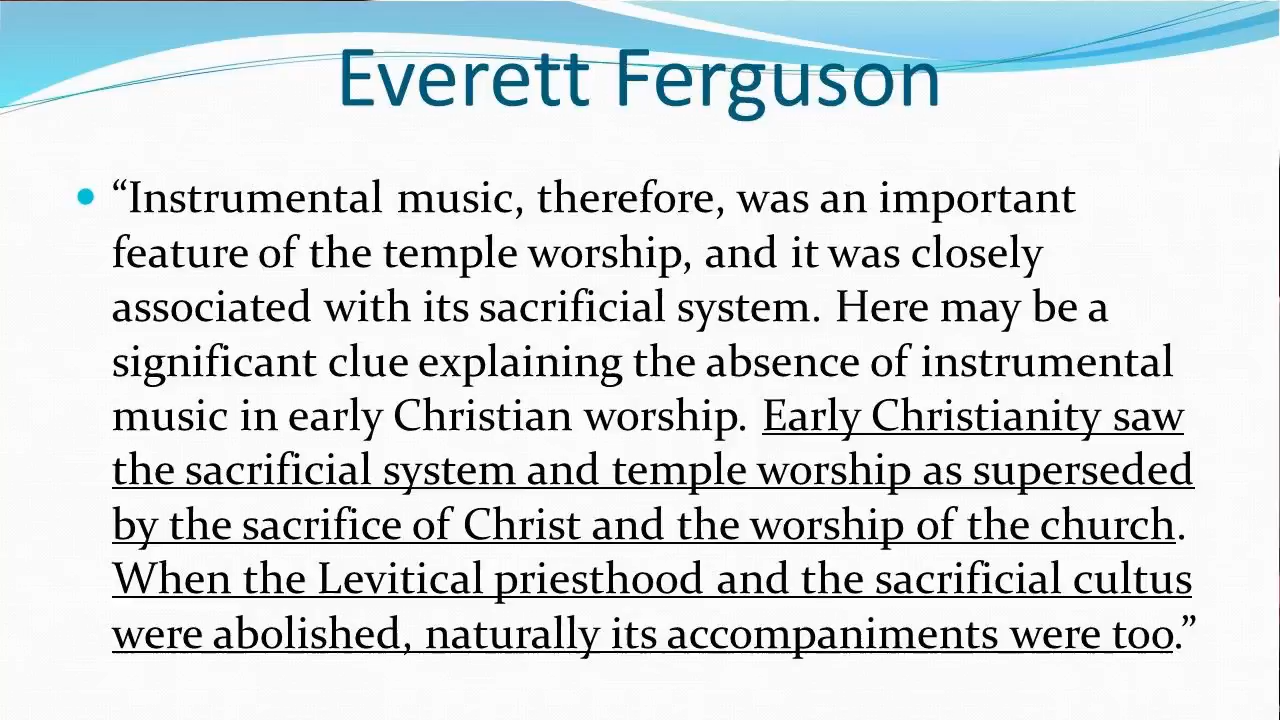 Everett Ferguson
• “Instrumental music, therefore, was an important
feature of the temple worship, and it was closely
associated with its sacrificial system. Here may be a
significant clue explaining the absence of instrumental
music in early Christian worship. Early Christianity saw
the sacrificial system and temple worship as superseded
by the sacrifice of Christ and the worship of the church.
When the Levitical priesthood and the sacrificial cultus
were abolished, naturally its accompaniments were too.”